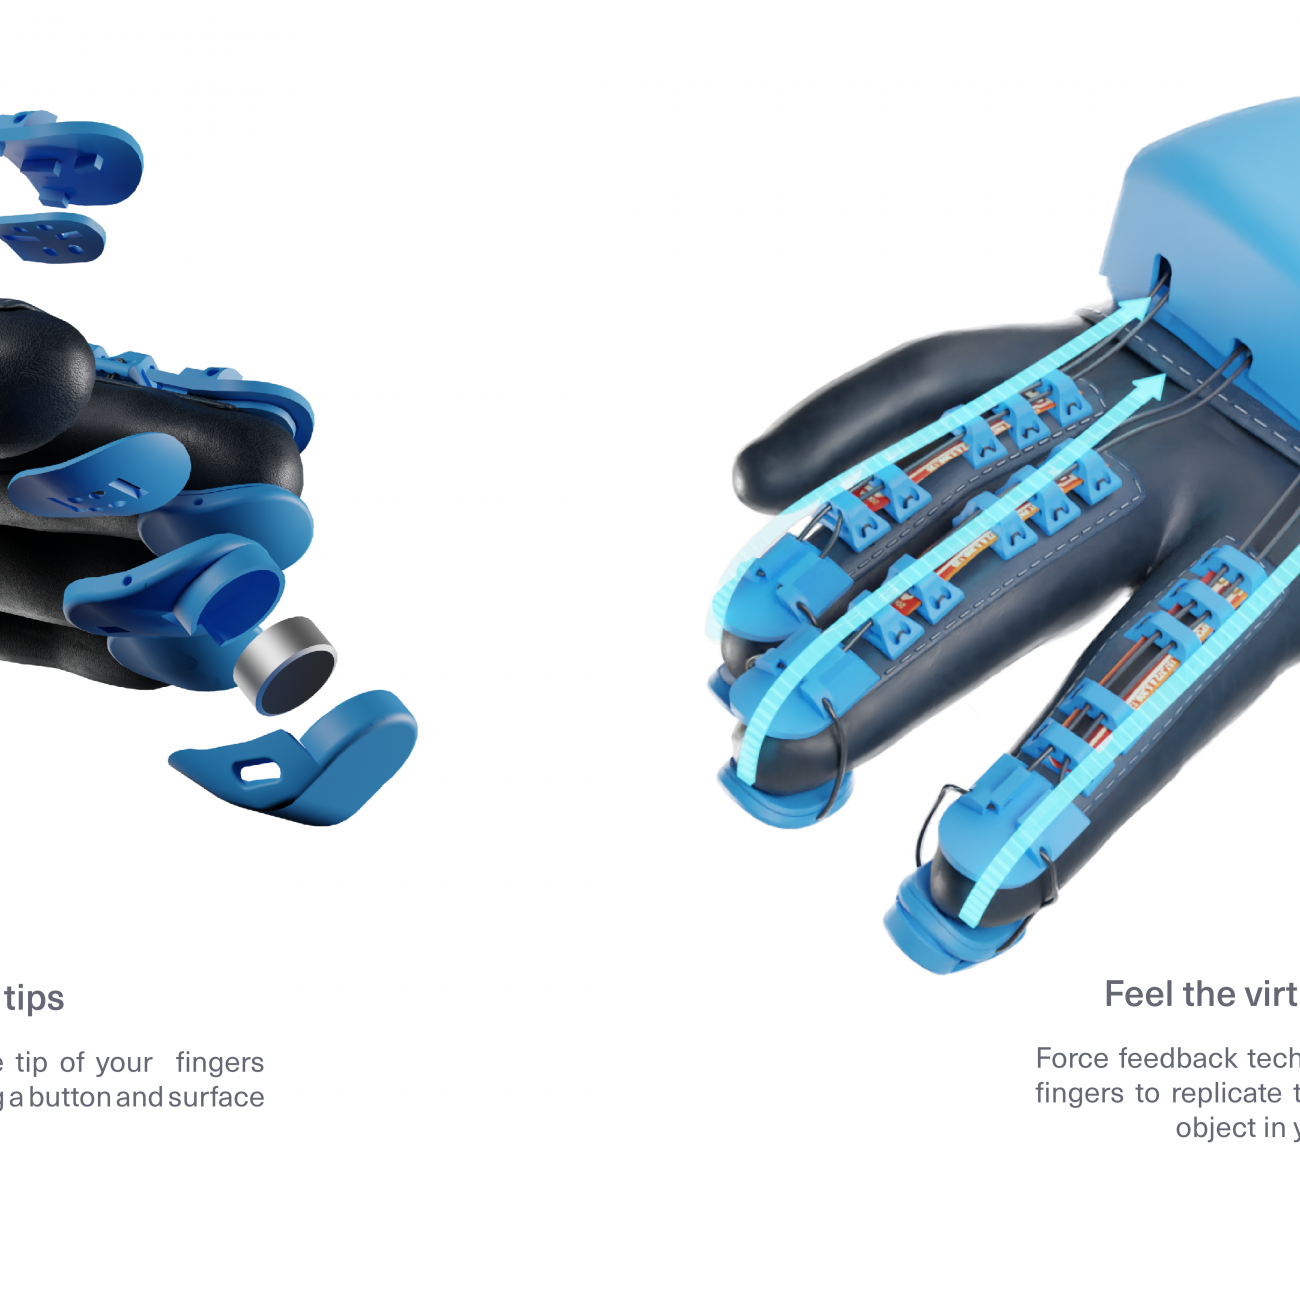 tips
tip of your fingers
a button and surface
Feel the virt
Force feedback tech
fingers to replicate t
object in y